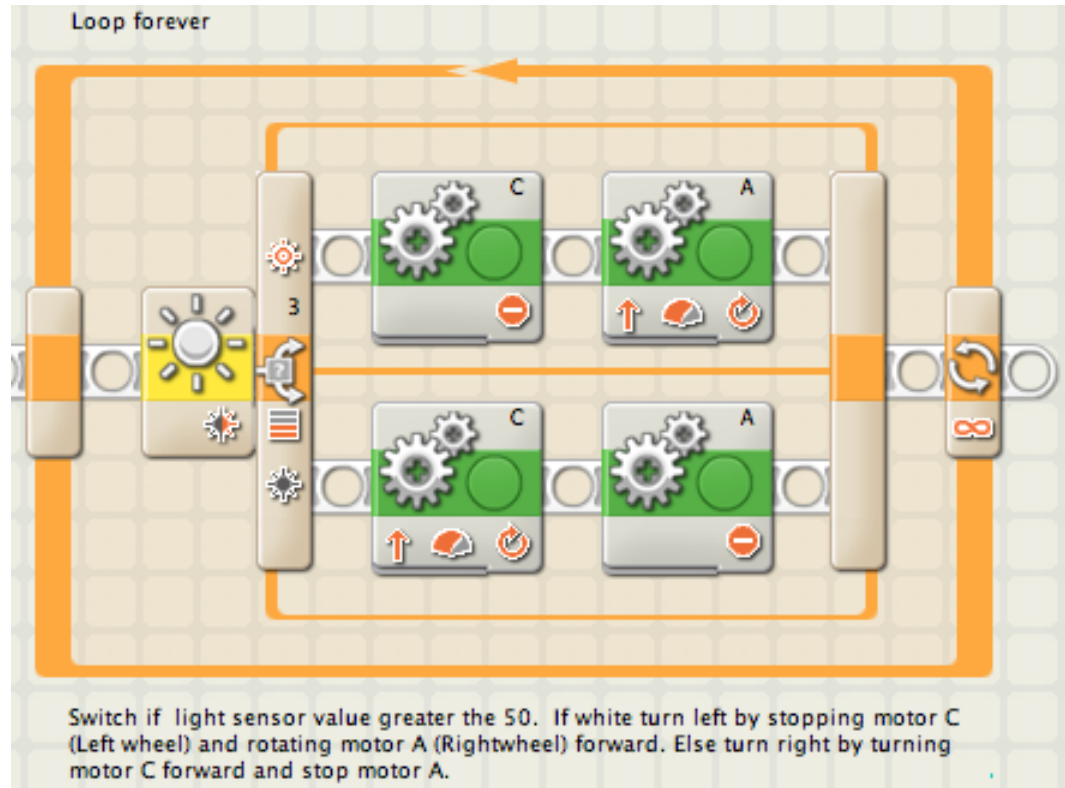 Loop forever
C
A
3
C
A
Switch if light sensor value greater the 50. If white turn left by stopping motor C
(Left wheel) and rotating motor A (Rightwheel) forward. Else turn right by turning
motor C forward and stop motor A.